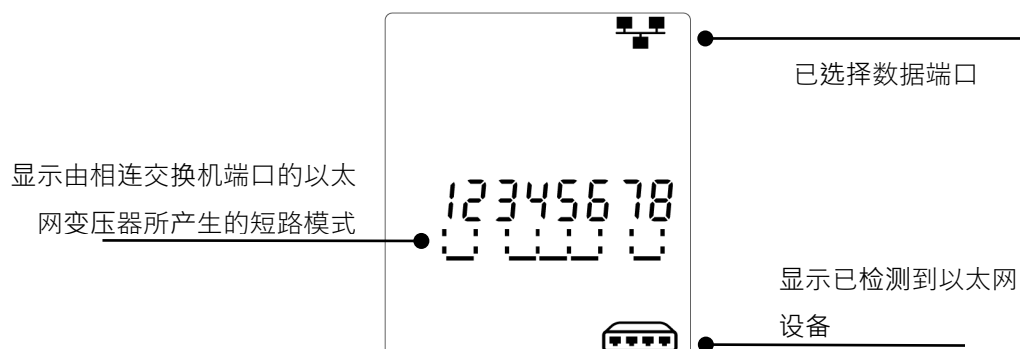 已选择数据端口
显示由相连交换机端口的以太
网变压器所产生的短路模式
12345678
显示已检测到以太网
设备